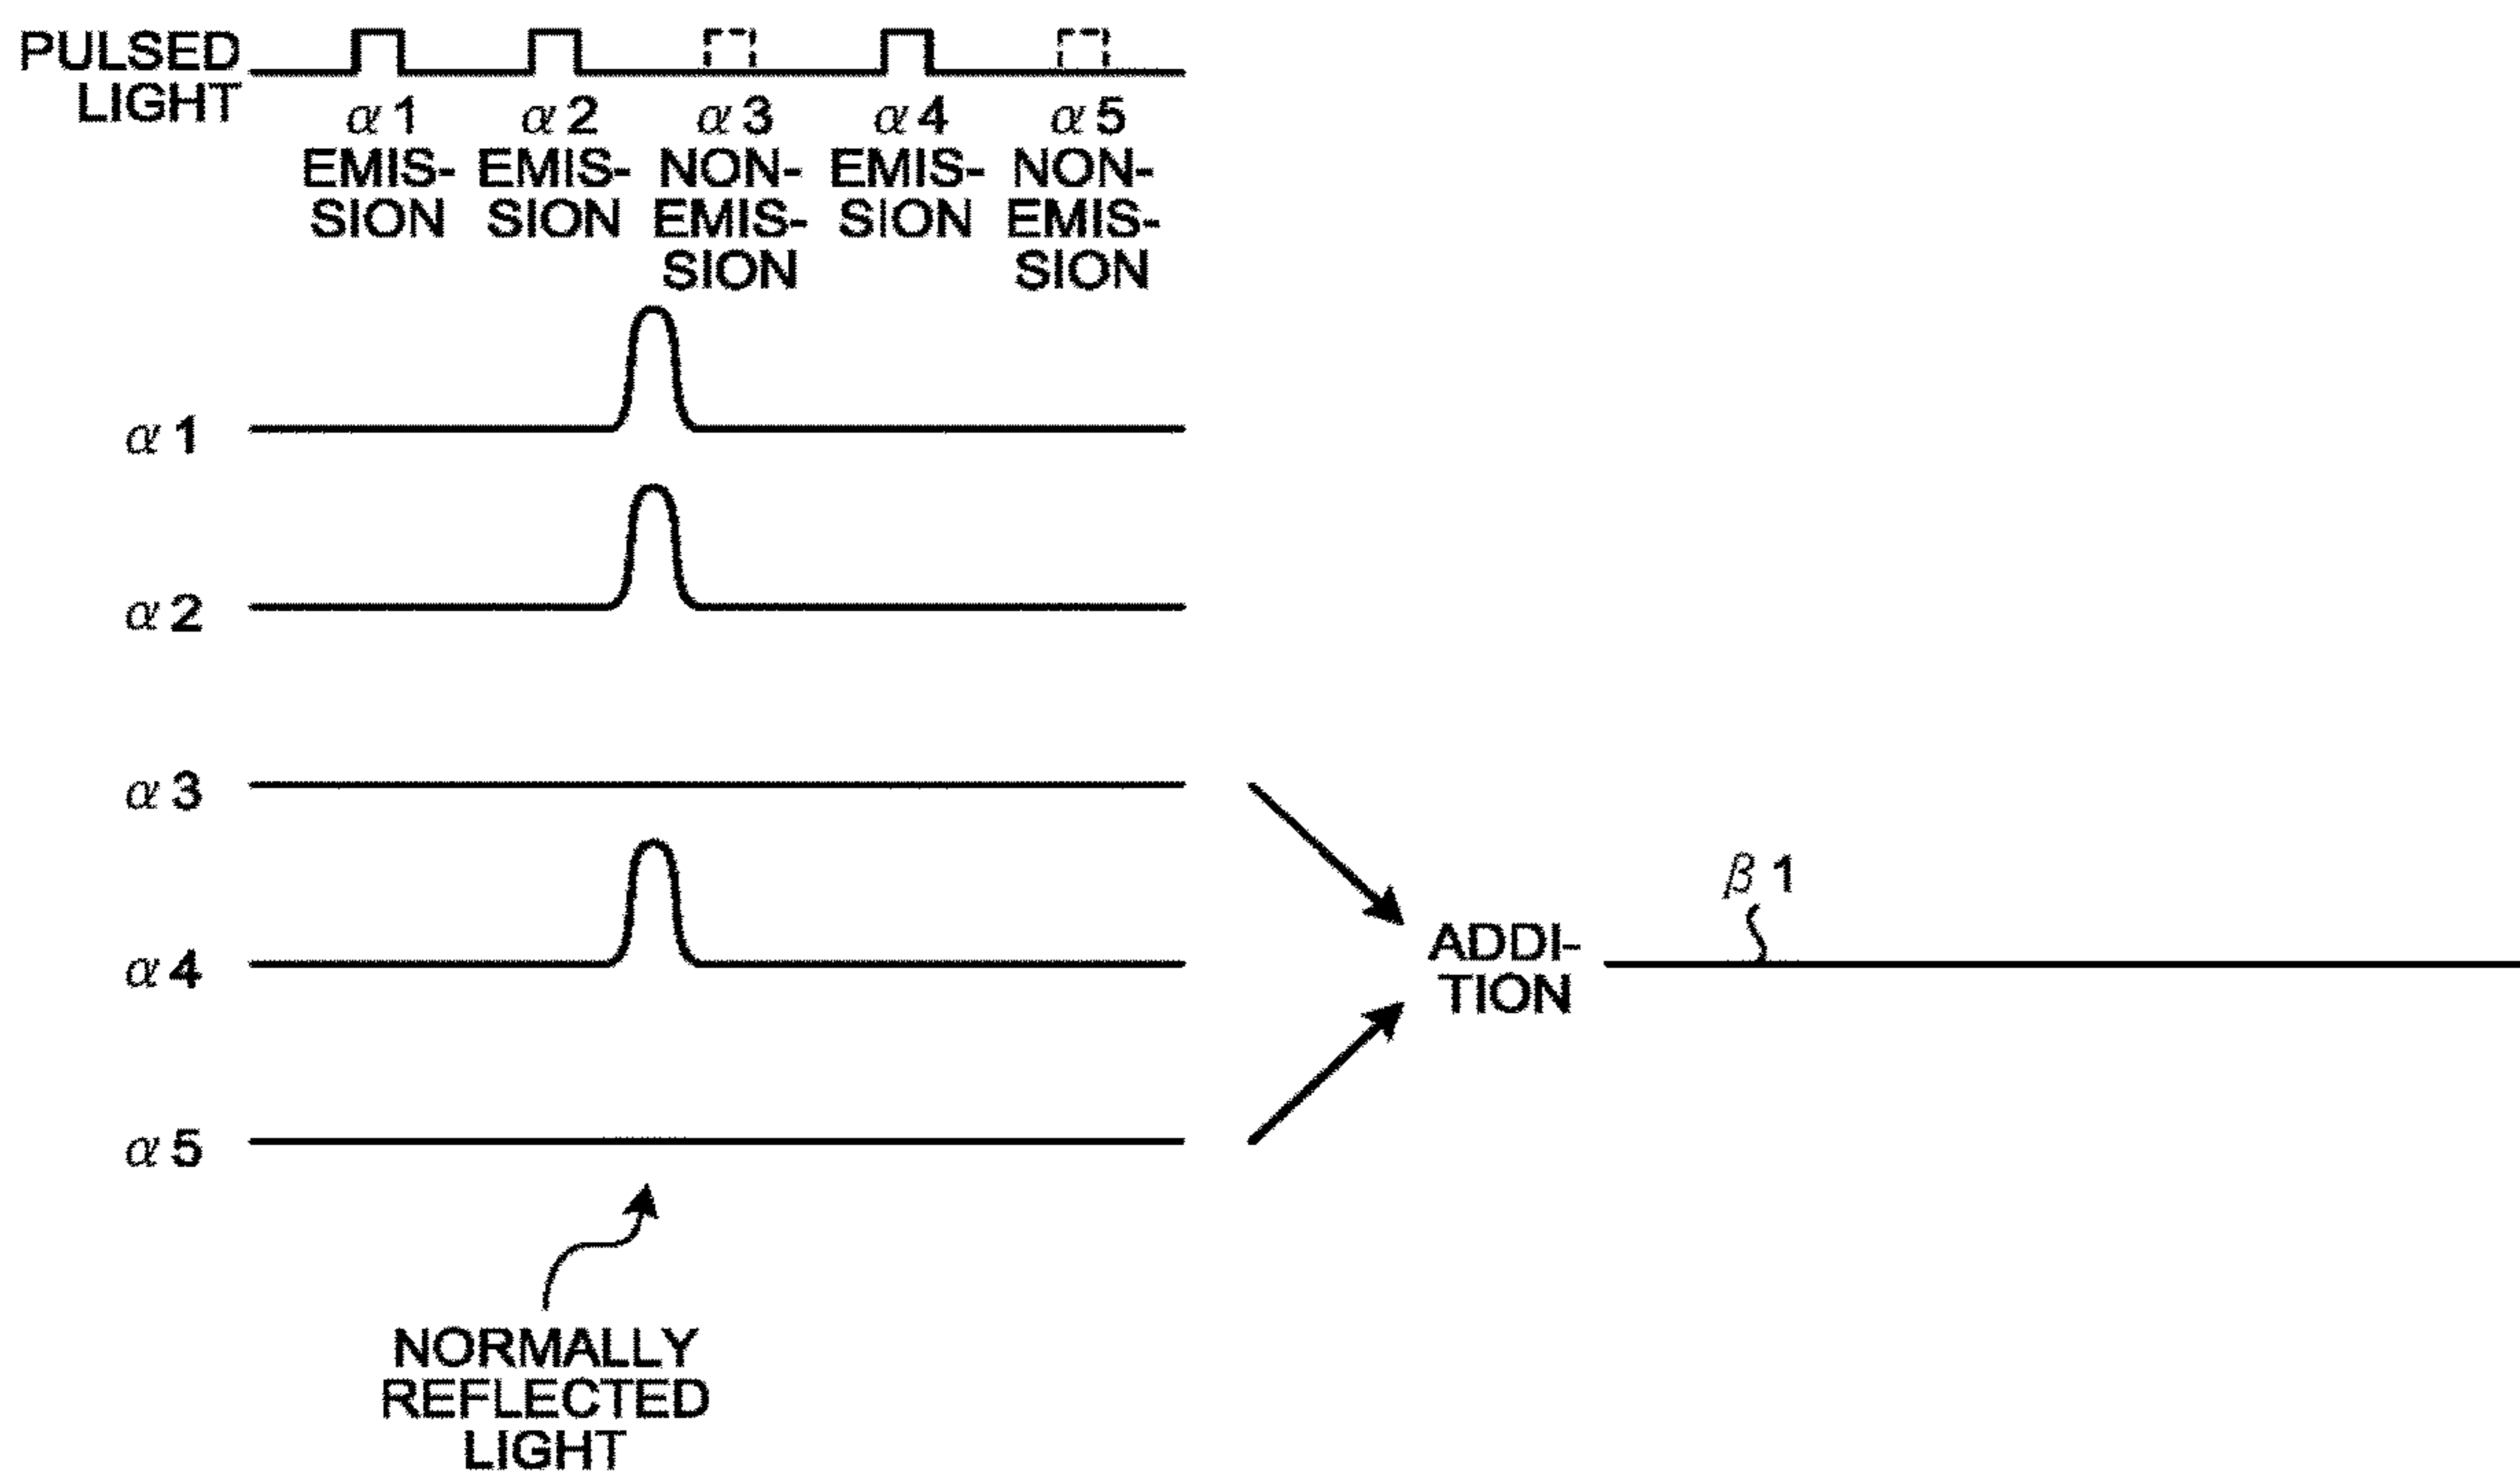 PULSED
LIGHT
α1 α2 α3 α4 α5
EMIS- EMIS- NON- EMIS- NON-
SION SION EMIS- SION EMIS-
SION SION
α1
α2
α3
β1
ADDI-
α4
TION
α5
NORMALLY
REFLECTED
LIGHT